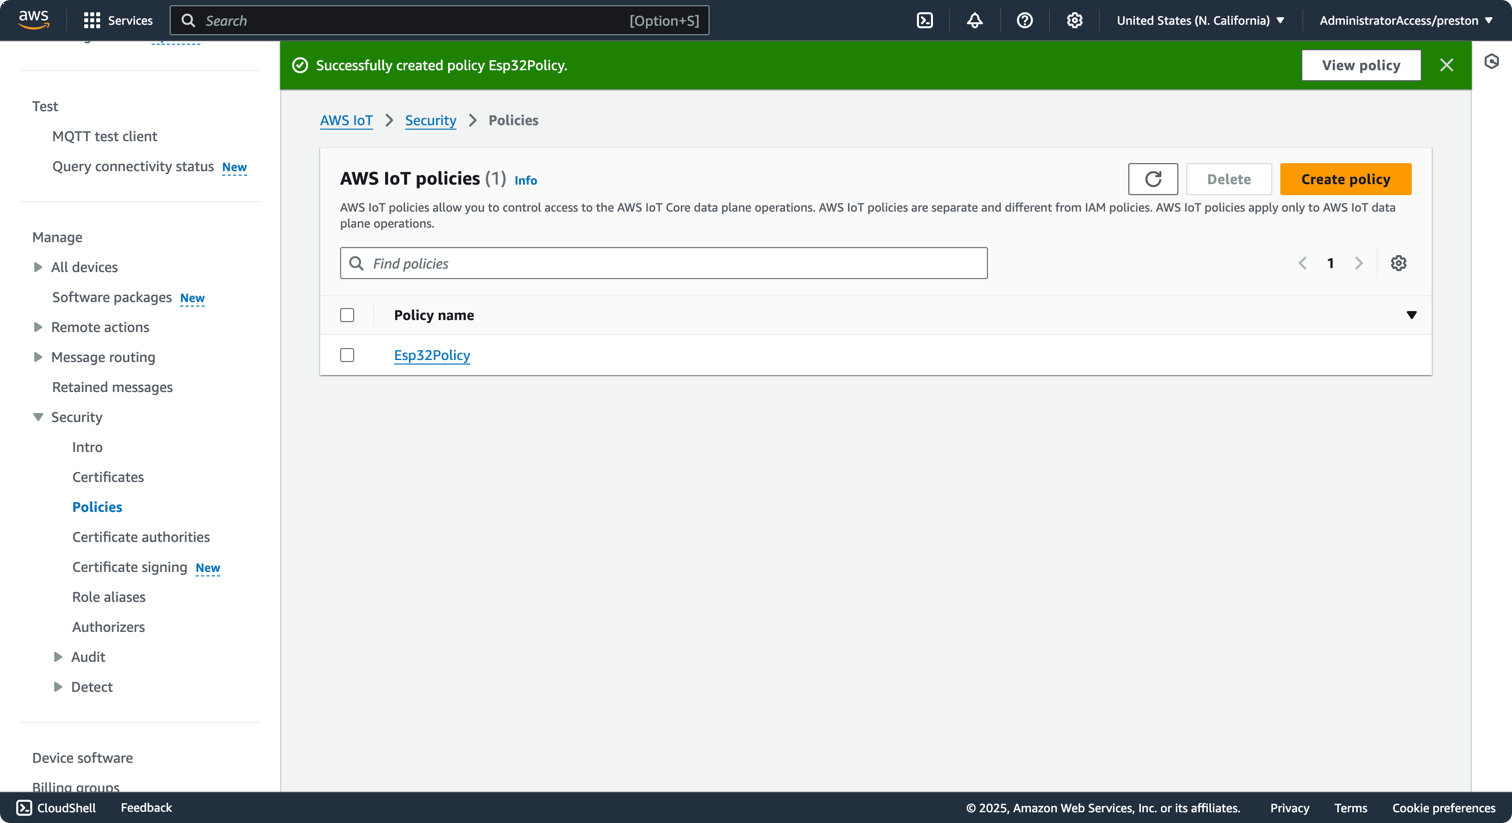 aws
Services
Search
[Option+S]
United States (N. California)
AdministratorAccess/preston
Test
MQTT test client
Query connectivity status New
Manage
All devices
Software packages New
Remote actions
Message routing
Retained messages
Security
Intro
Certificates
Policies
Certificate authorities
Certificate signing New
Role aliases
Authorizers
Audit
Detect
Device software
Billing groups
Successfully created policy Esp32Policy.
View policy
AWS IoT
Security
Policies
AWS IoT policies (1) Info
Delete
Create policy
AWS IoT policies allow you to control access to the AWS IoT Core data plane operations. AWS IoT policies are separate and different from IAM policies. AWS IoT policies apply only to AWS IoT data
plane operations.
Find policies
1
Policy name
Esp32Policy
CloudShell
Feedback
© 2025, Amazon Web Services, Inc. or its affiliates.
Privacy
Terms
Cookie preferences